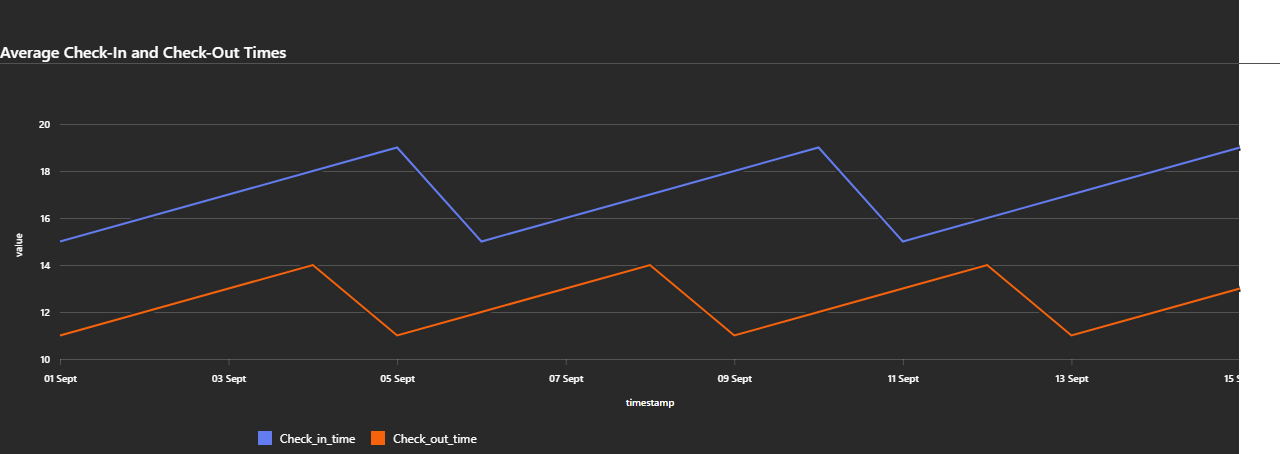 Average Check-In and Check-Out Times
20
18
16
14
12
10
value
01 Sept
03 Sept
05 Sept
07 Sept
09 Sept
11 Sept
13 Sept
15
timestamp
Check_in_time
Check_out_time